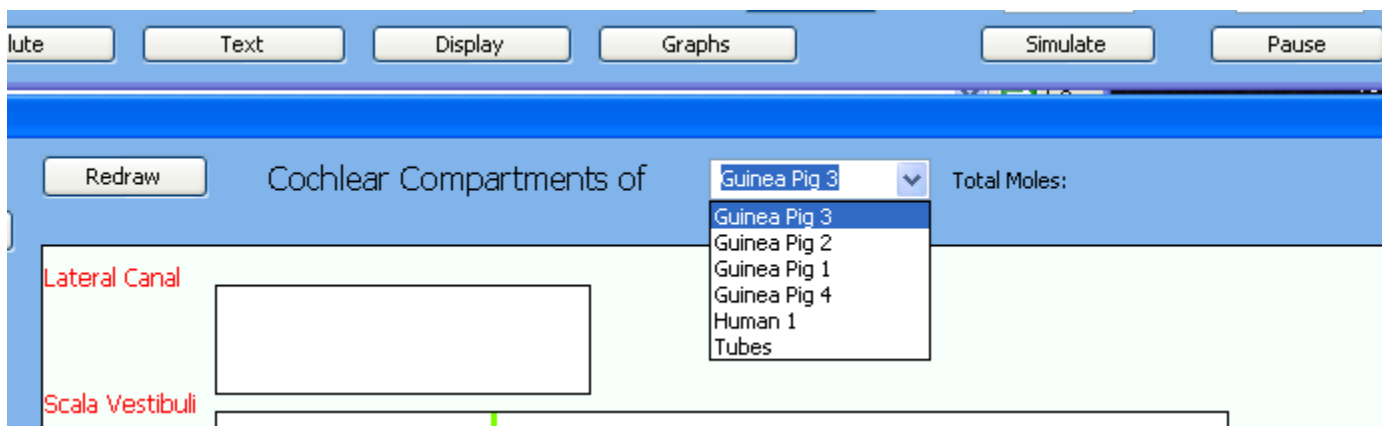 lute Text Display Graphs Simulate Pause
Redraw Cochlear Compartments of Guinea Pig 3 Total Moles:
Guinea Pig 3
Guinea Pig 2
Guinea Pig 1
Guinea Pig 4
Human 1
Tubes
Lateral Canal
Scala Vestibuli